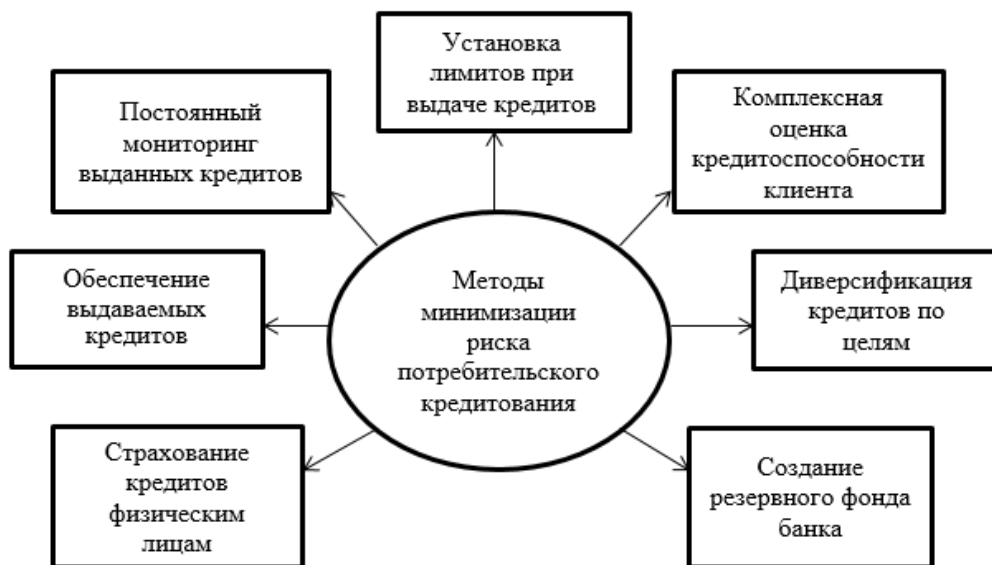 Установка
лимитов при
выдаче кредитов
Постоянный
мониторинг
выданных кредитов
Комплексная
оценка
кредитоспособности
клиента
Обеспечение
выдаваемых
кредитов
Методы
минимизации
риска
потребительского
кредитования
Диверсификация
кредитов по
целям
Страхование
кредитов
физическим
лицам
Создание
резервного фонда
банка